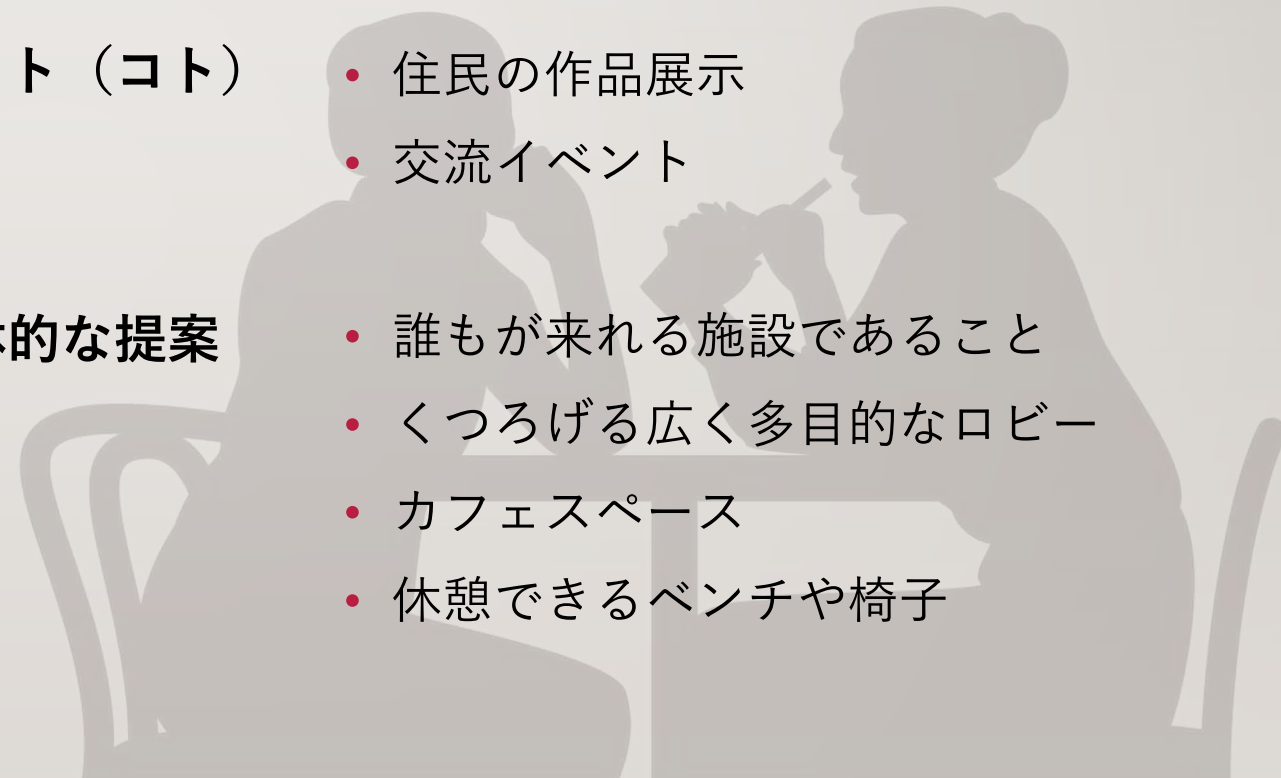 ト（コト）
住民の作品展示
交流イベント
的な提案
誰もが来れる施設であること
くつろげる広く多目的なロビー
カフェスペース
休憩できるベンチや椅子